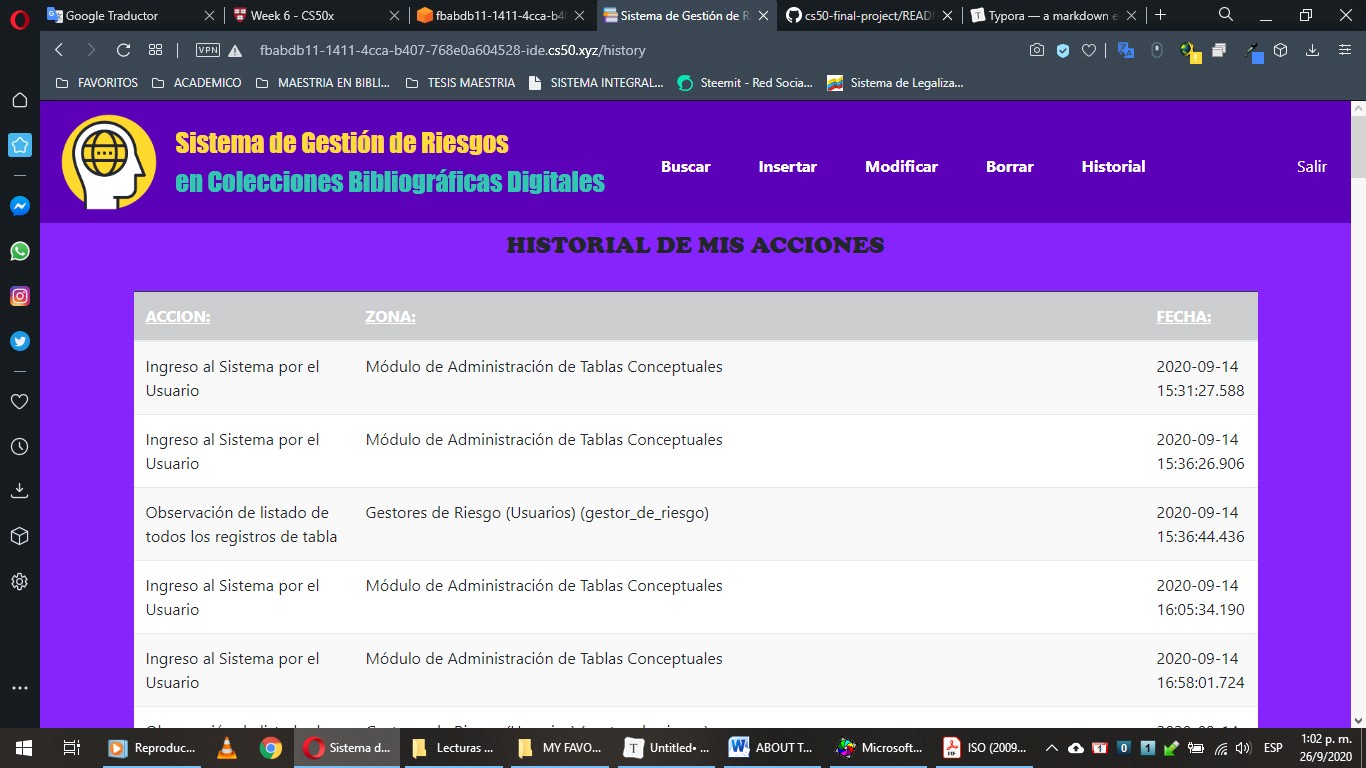 Google Traductor
Week 6 - CS50x
fbabdb11-1411-4cca-b4
Sistema de Gestión de R
cs50-final-project/READ
Typora — a markdown e
VPN
fbabdb11-1411-4cca-b407-768e0a604528-ide.cs50.xyz/history
FAVORITOS
ACADEMICO
MAESTRIA EN BIBLI...
TESIS MAESTRIA
SISTEMA INTEGRAL...
Steemit - Red Socia...
Sistema de Legaliza...
Sistema de Gestión de Riesgos
en Colecciones Bibliográficas Digitales
Buscar
Insertar
Modificar
Borrar
Historial
Salir
HISTORIAL DE MIS ACCIONES
ACCION:
ZONA:
FECHA:
Ingreso al Sistema por el
Usuario
Módulo de Administración de Tablas Conceptuales
2020-09-14
15:31:27.588
Ingreso al Sistema por el
Usuario
Módulo de Administración de Tablas Conceptuales
2020-09-14
15:36:26.906
Observación de listado de
todos los registros de tabla
Gestores de Riesgo (Usuarios) (gestor_de_riesgo)
2020-09-14
15:36:44.436
Ingreso al Sistema por el
Usuario
Módulo de Administración de Tablas Conceptuales
2020-09-14
16:05:34.190
Ingreso al Sistema por el
Usuario
Módulo de Administración de Tablas Conceptuales
2020-09-14
16:58:01.724
Reproduc...
Sistema d...
Lecturas ...
MY FAVO...
Untitled• ...
ABOUT T...
Microsoft...
ISO (2009...
ESP
1:02 p. m.
26/9/2020